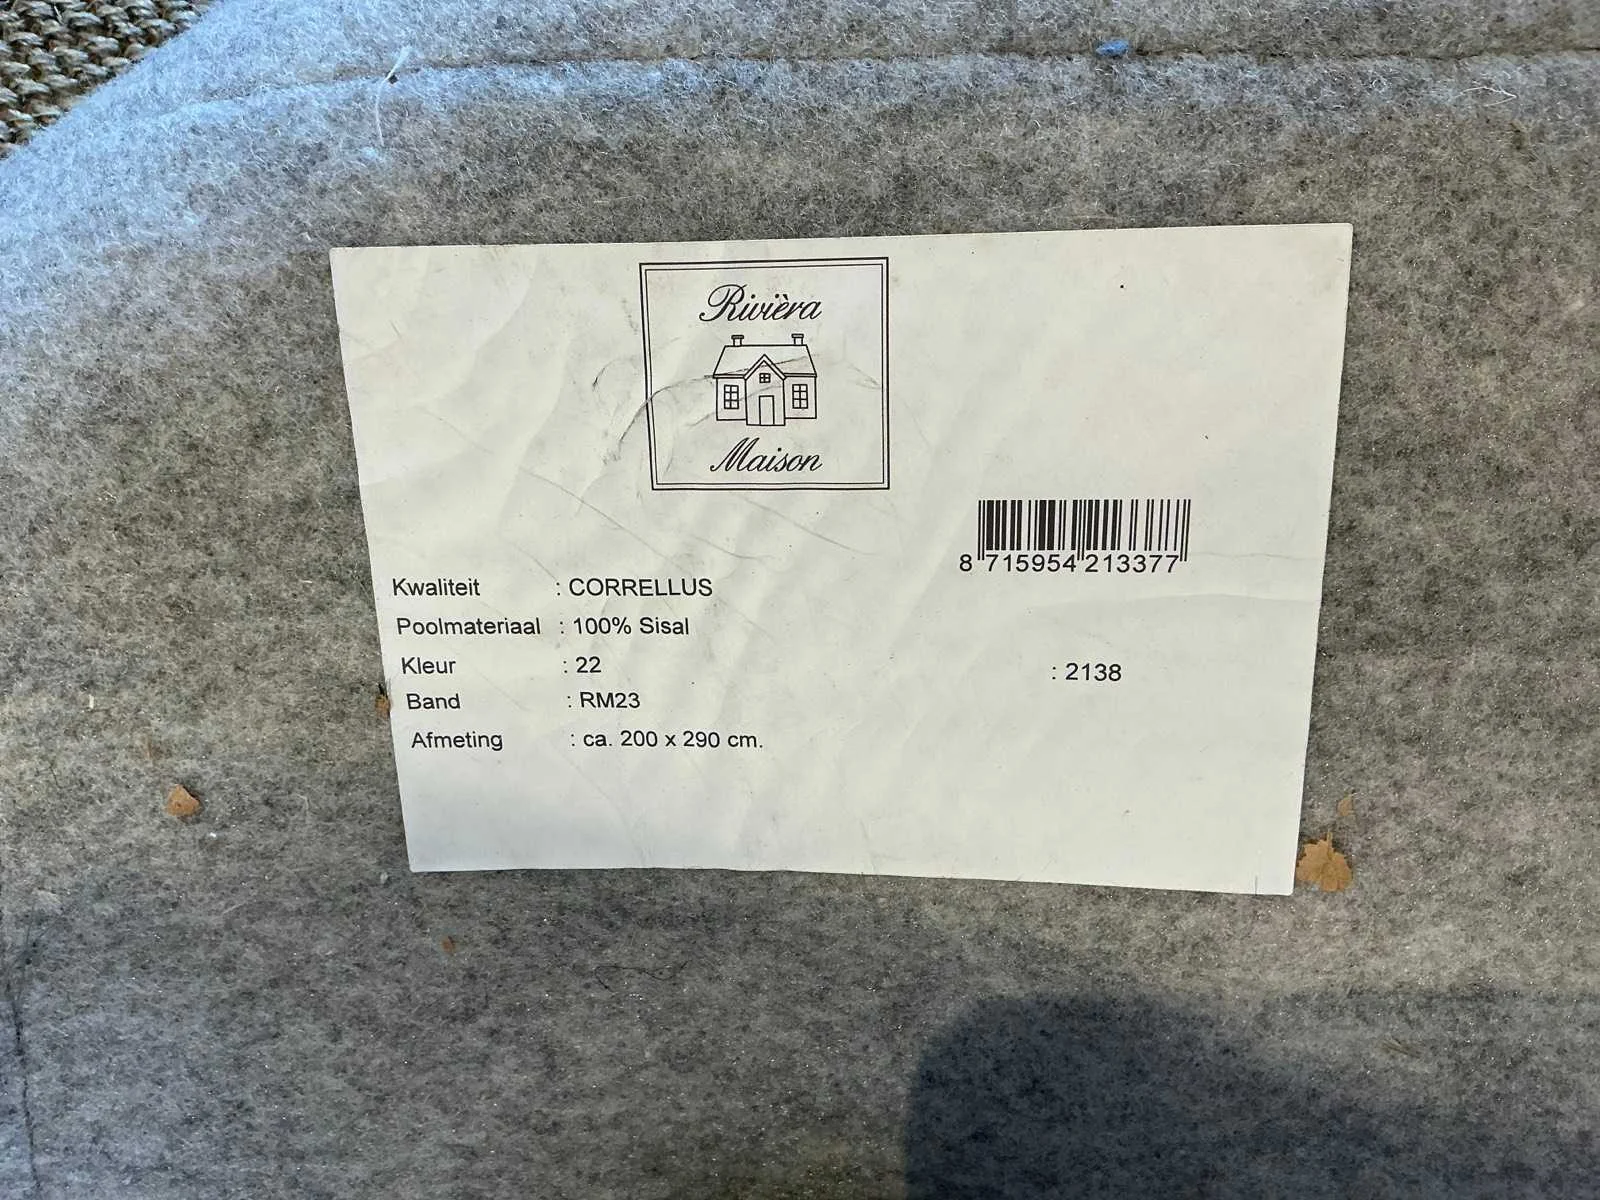 Rivièra
Maison
8 715954 213377
Kwaliteit : CORRELLUS
Poolmateriaal : 100% Sisal
Kleur : 22
: 2138
Band : RM23
Afmeting : ca. 200 x 290 cm.